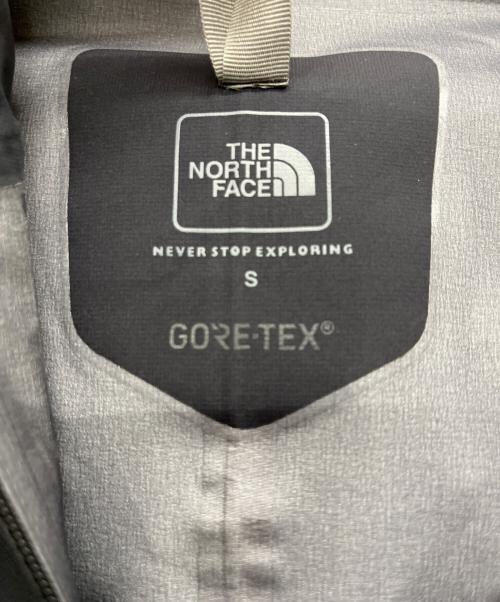 THE
NORTH
FACE
NEVER STOP EXPLORING
S
GORE-TEX®